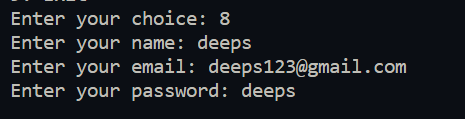 Enter your choice: 8
Enter your name: deeps
Enter your email: deeps123@gmail.com
Enter your password: deeps